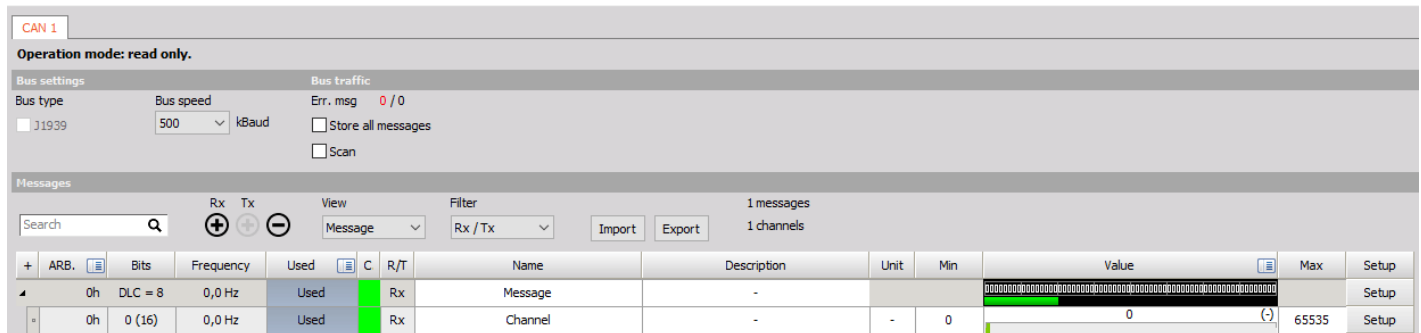 CAN 1
Operation mode: read only.
Bus settings Bus traffic
Bus type Bus speed Err. msg 0 / 0
J1939 500 kBaud Store all messages
Scan
Messages
Rx Tx View Filter 1 messages
Search Message Rx / Tx Import Export 1 channels
+ ARB. Bits Frequency Used C R/T Name Description Unit Min Value Max Setup
0h DLC = 8 0,0 Hz Used Rx Message - Setup
0h 0 (16) 0,0 Hz Used Rx Channel - - 0 0 (-) 65535 Setup